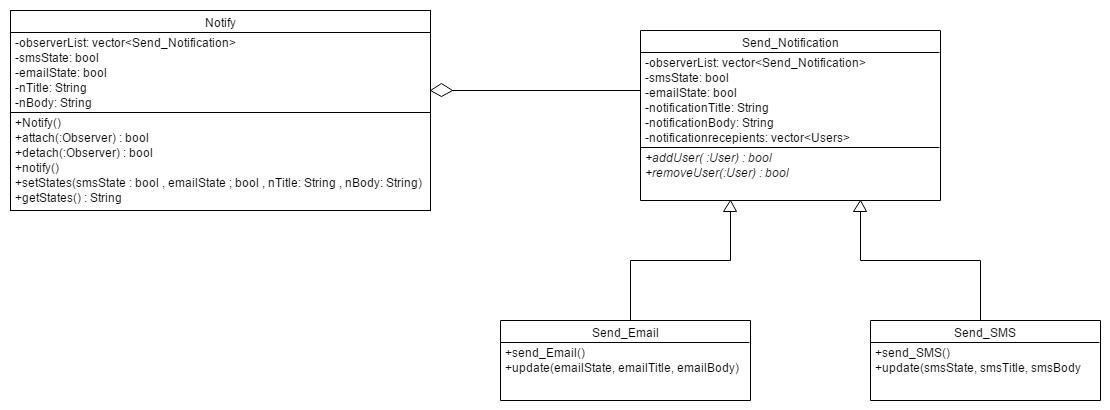 Notify
-observerList: vector<Send_Notification>
-smsState: bool
-emailState: bool
-nTitle: String
-nBody: String
+Notify()
+attach(:Observer) : bool
+detach(:Observer) : bool
+notify()
+setStates(smsState : bool , emailState ; bool , nTitle: String , nBody: String)
+getStates() : String
Send_Notification
-observerList: vector<Send_Notification>
-smsState: bool
-emailState: bool
-notificationTitle: String
-notificationBody: String
-notificationrecepients: vector<Users>
+addUser( :User) : bool
+removeUser(:User) : bool
Send_Email
+send_Email()
+update(emailState, emailTitle, emailBody)
Send_SMS
+send_SMS()
+update(smsState, smsTitle, smsBody